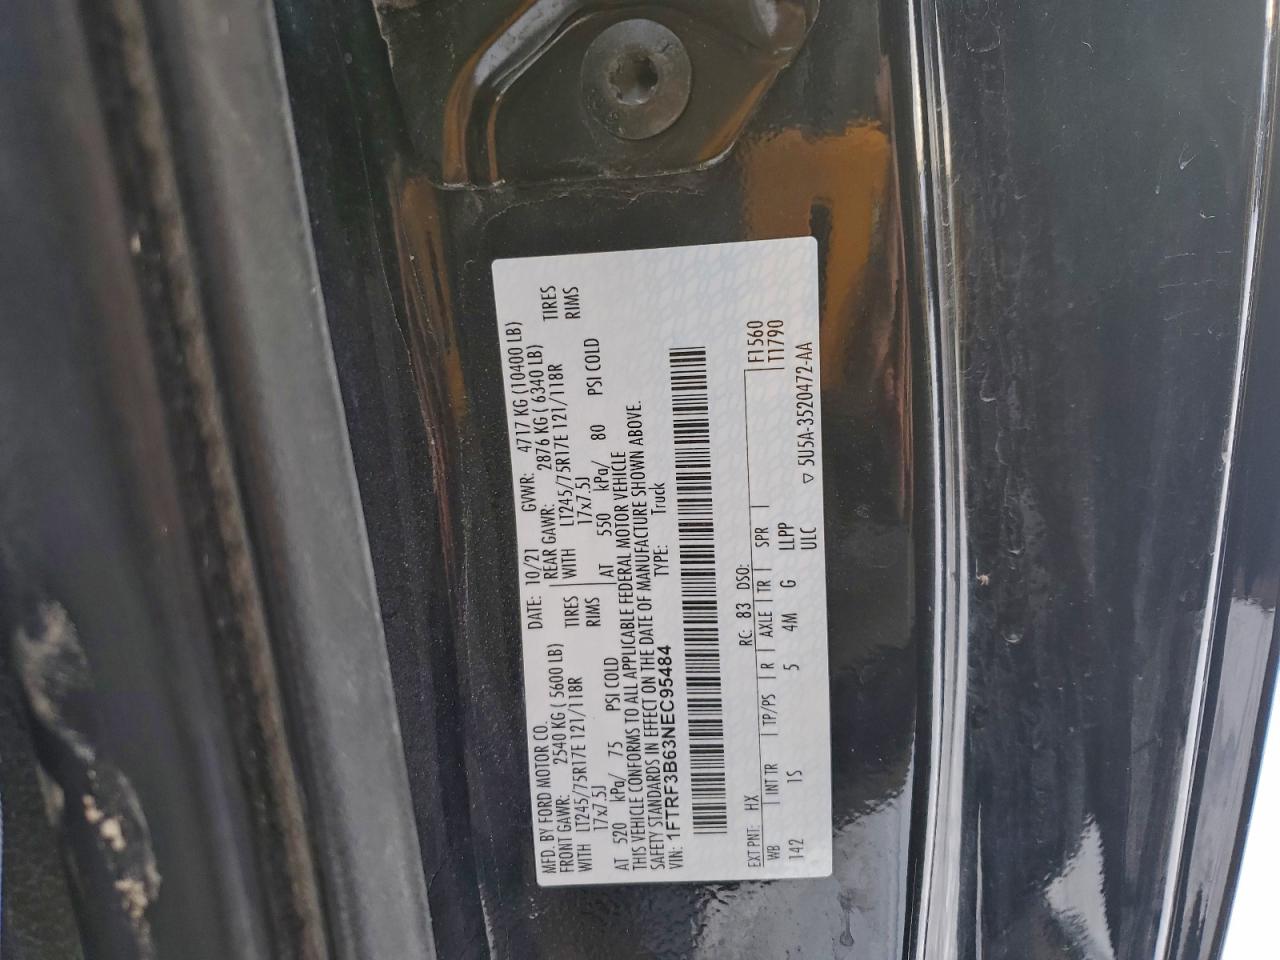 MFD. BY FORD MOTOR CO. DATE: 10/21 GVWR: 4717 KG (10400 LB)
FRONT GAWR: 2540 KG ( 5600 LB) REAR GAWR: 2876 KG ( 6340 LB)
WITH LT245/75R17E 121/118R TIRES WITH LT245/75R17E 121/118R TIRES
17x7.5J RIMS 17x7.5J RIMS
AT 520 kPa/ 75 PSI COLD AT 550 kPa/ 80 PSI COLD
THIS VEHICLE CONFORMS TO ALL APPLICABLE FEDERAL MOTOR VEHICLE
SAFETY STANDARDS IN EFFECT ON THE DATE OF MANUFACTURE SHOWN ABOVE.
VIN: 1FTRF3B63NEC95484 TYPE: Truck
EXT PNT: HX RC: 83 DSO: F1560
WB INT TR TP/PS R AXLE TR SPR T1790
142 1S 5 4M G LLPP
ULC ▽ 5U5A-3520472-AA